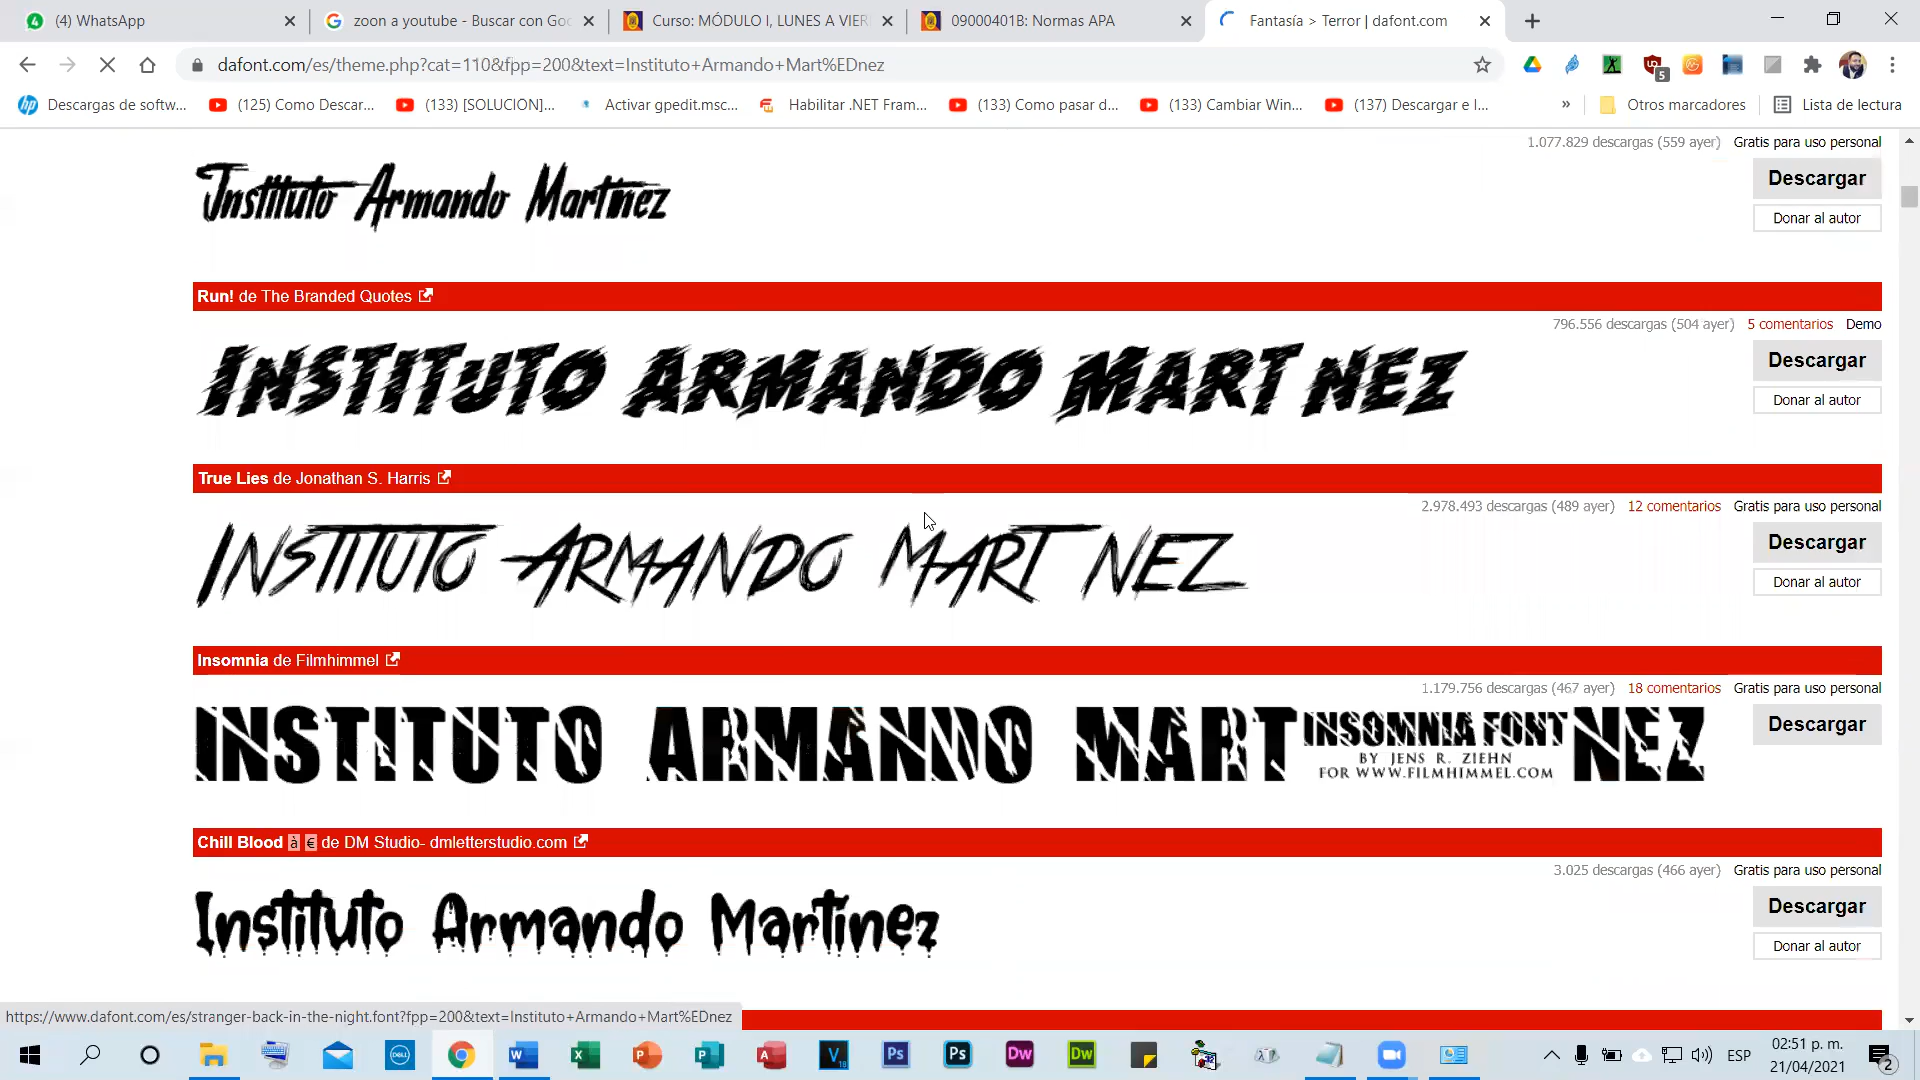 (4) WhatsApp
zoon a youtube - Buscar con Goo
Curso: MÓDULO I, LUNES A VIER
09000401B: Normas APA
Fantasía > Terror | dafont.com
dafont.com/es/theme.php?cat=110&fpp=200&text=Instituto+Armando+Mart%EDnez
5
Descargas de softw...
(125) Como Descar...
(133) [SOLUCION]...
Activar gpedit.msc...
Habilitar .NET Fram...
(133) Como pasar d...
(133) Cambiar Win...
(137) Descargar e I...
»
Otros marcadores
Lista de lectura
1.077.829 descargas (559 ayer) Gratis para uso personal
Instituto Armando Martínez
Descargar
Donar al autor
Run! de The Branded Quotes
796.556 descargas (504 ayer) 5 comentarios Demo
INSTITUTO ARMANDO MART NEZ
Descargar
Donar al autor
True Lies de Jonathan S. Harris
2.978.493 descargas (489 ayer) 12 comentarios Gratis para uso personal
INSTITUTO ARMANDO MART NEZ
Descargar
Donar al autor
Insomnia de Filmhimmel
1.179.756 descargas (467 ayer) 18 comentarios Gratis para uso personal
INSTITUTO ARMANDO MART INSOMNIA FONT NEZ
BY JENS R. ZIEHN
FOR WWW.FILMHIMMEL.COM
Descargar
Chill Blood à € de DM Studio- dmletterstudio.com
3.025 descargas (466 ayer) Gratis para uso personal
Instituto Armando Martínez
Descargar
Donar al autor
https://www.dafont.com/es/stranger-back-in-the-night.font?fpp=200&text=Instituto+Armando+Mart%EDnez
ESP
02:51 p. m.
21/04/2021
2